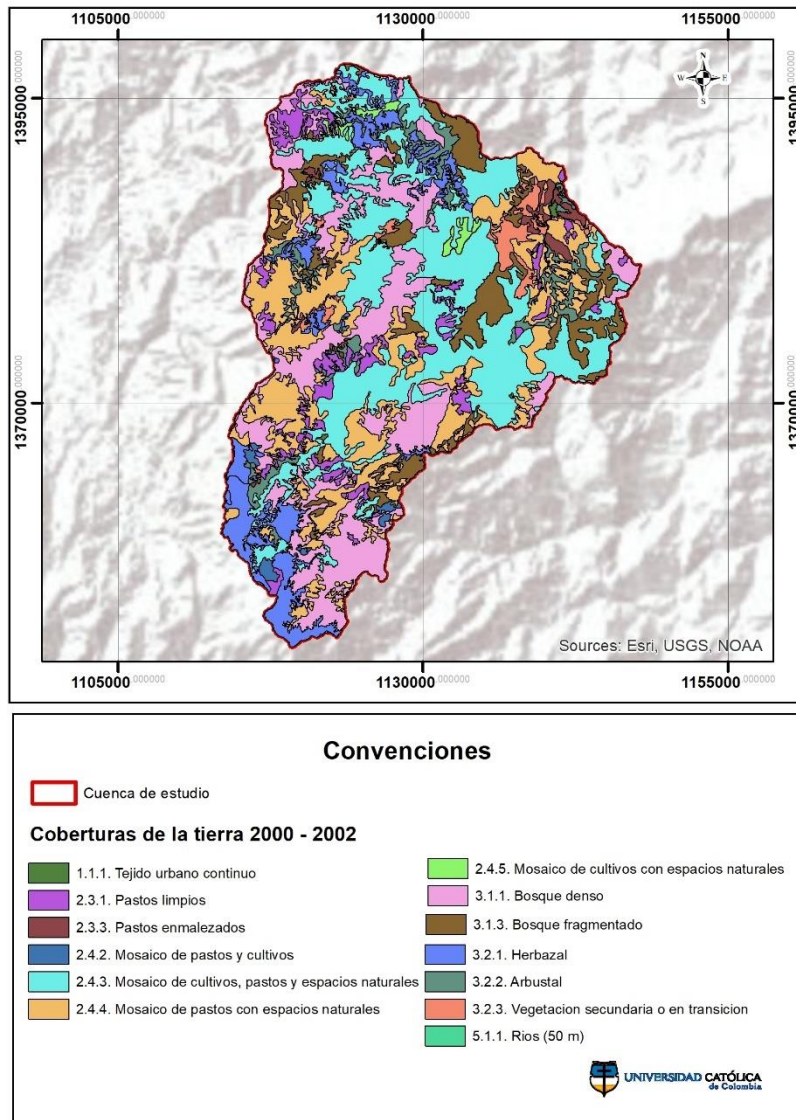 1105000.000000 1130000.000000 1155000.000000
N
W E
S
1395000.000000 1395000.000000
1370000.000000 1370000.000000
Sources: Esri, USGS, NOAA
1105000.000000 1130000.000000 1155000.000000
Convenciones
Cuenca de estudio
Coberturas de la tierra 2000 - 2002
1.1.1. Tejido urbano continuo
2.3.1. Pastos limpios
2.3.3. Pastos enmalezados
2.4.2. Mosaico de pastos y cultivos
2.4.3. Mosaico de cultivos, pastos y espacios naturales
2.4.4. Mosaico de pastos con espacios naturales
2.4.5. Mosaico de cultivos con espacios naturales
3.1.1. Bosque denso
3.1.3. Bosque fragmentado
3.2.1. Herbazal
3.2.2. Arbustal
3.2.3. Vegetacion secundaria o en transicion
5.1.1. Rios (50 m)
UNIVERSIDAD CATÓLICA
de Colombia